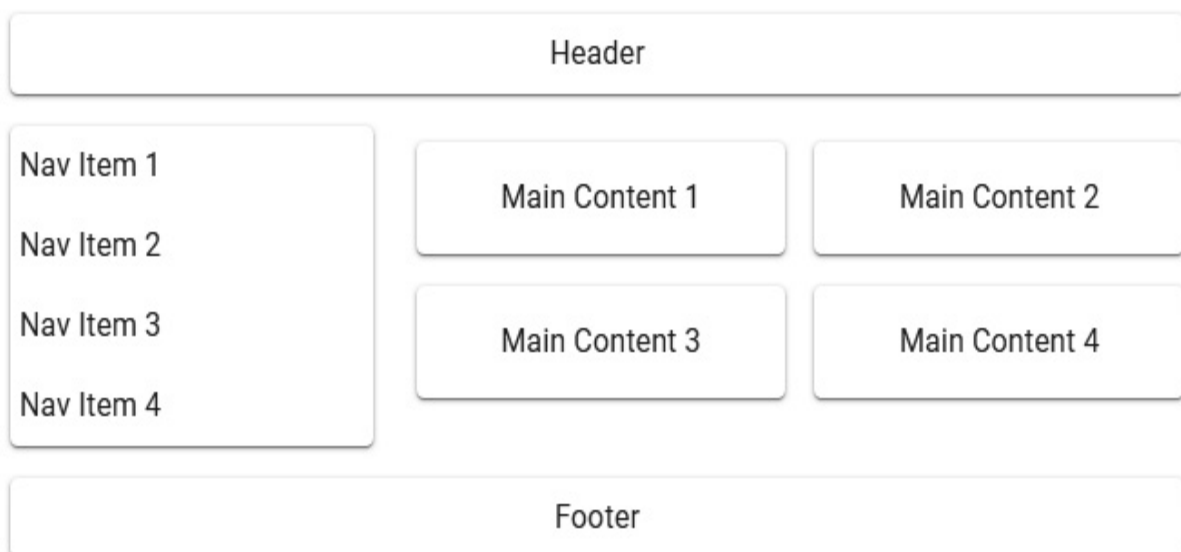 Header
Nav Item 1
Nav Item 2
Nav Item 3
Nav Item 4
Main Content 1
Main Content 2
Main Content 3
Main Content 4
Footer